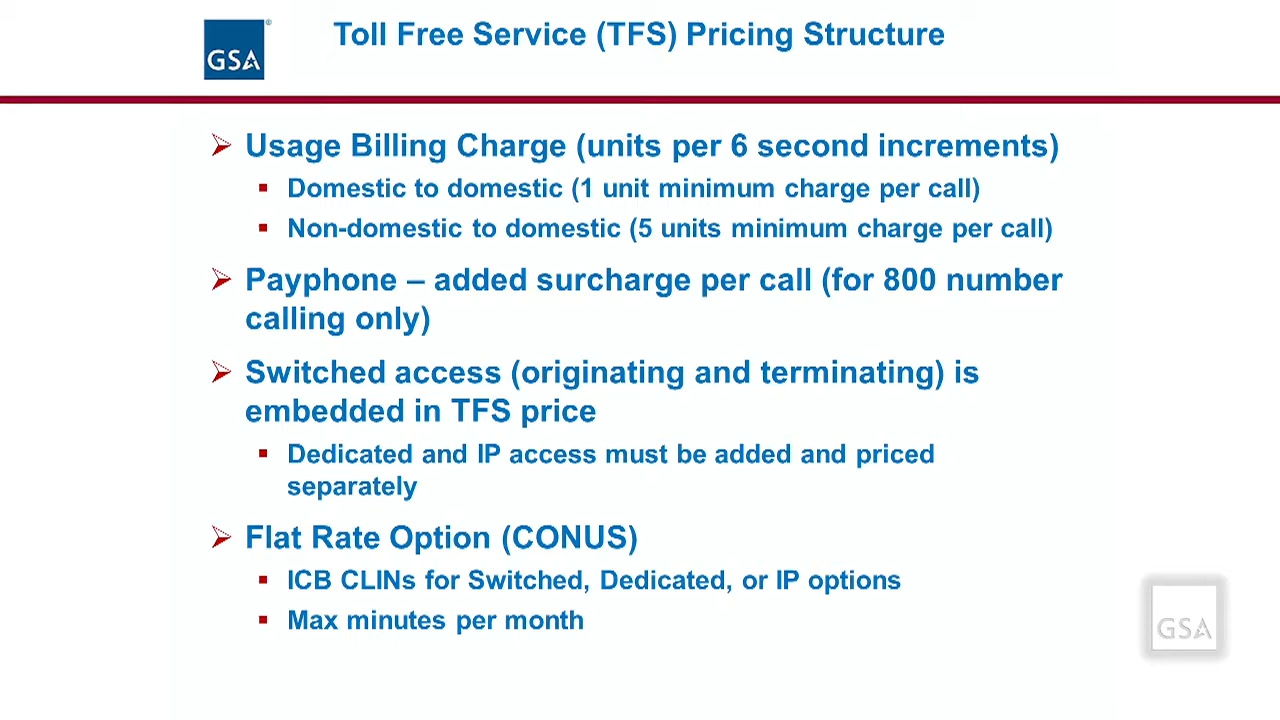 GSA
Toll Free Service (TFS) Pricing Structure
Usage Billing Charge (units per 6 second increments)
Domestic to domestic (1 unit minimum charge per call)
Non-domestic to domestic (5 units minimum charge per call)
Payphone – added surcharge per call (for 800 number
calling only)
Switched access (originating and terminating) is
embedded in TFS price
Dedicated and IP access must be added and priced
separately
Flat Rate Option (CONUS)
ICB CLINs for Switched, Dedicated, or IP options
Max minutes per month
GSA